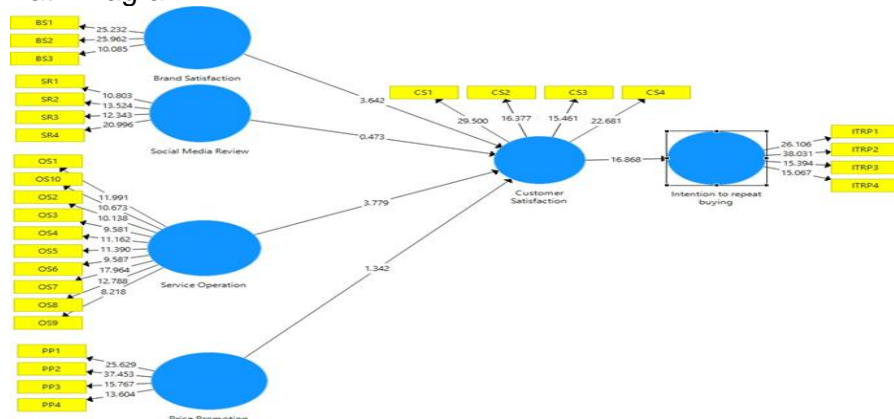 BS1
BS2
BS3
25.232
25.962
10.085
Brand Satisfaction
SR1
SR2
SR3
SR4
10.803
13.524
12.343
20.996
Social Media Review
OS1
OS10
OS2
OS3
OS4
OS5
OS6
OS7
OS8
OS9
11.991
10.673
10.138
9.581
11.162
11.390
9.587
17.964
12.788
8.218
Service Operation
PP1
PP2
PP3
PP4
25.629
37.453
15.767
13.604
Price Promotion
3.642
0.473
3.779
1.342
CS1
CS2
CS3
CS4
29.500
16.377
15.461
22.681
Customer
Satisfaction
16.868
Intention to repeat
buying
26.106
38.031
15.394
15.067
ITRP1
ITRP2
ITRP3
ITRP4